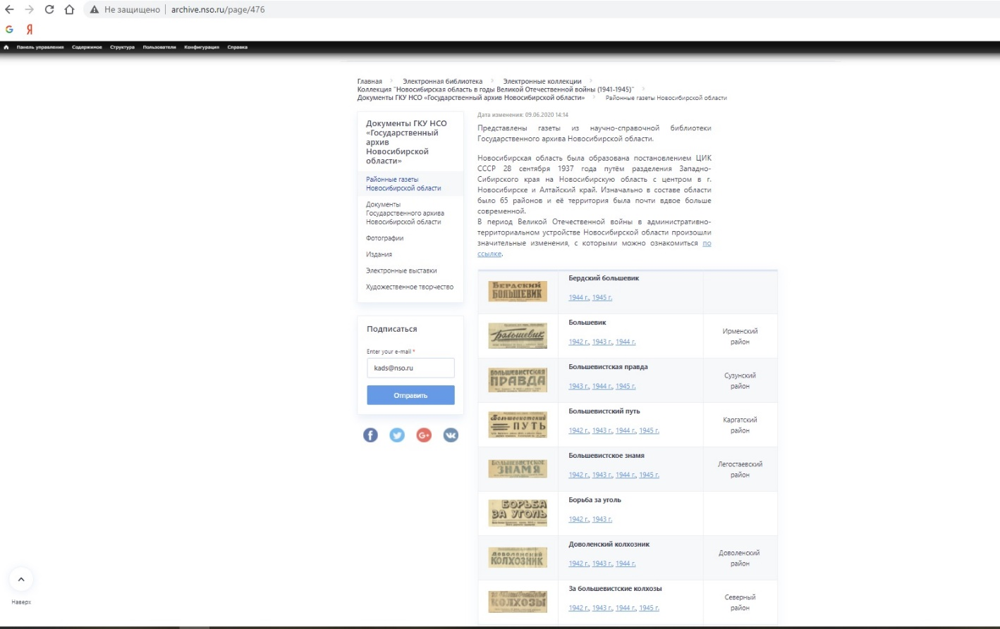 Не защищено archive.nso.ru/page/476
G Я
Панель управления Содержимое Структура Пользователи Конфигурация Справка
Главная Электронная библиотека Электронные коллекции
Коллекция "Новосибирская область в годы Великой Отечественной войны (1941-1945)"
Документы ГКУ НСО «Государственный архив Новосибирской области» Районные газеты Новосибирской области
Документы ГКУ НСО
«Государственный
архив
Новосибирской
области»
Районные газеты
Новосибирской области
Документы
Государственного архива
Новосибирской области
Фотографии
Издания
Электронные выставки
Художественное творчество
Подписаться
Enter your e-mail *
kads@nso.ru
Отправить
Дата изменения: 09.06.2020 14:14
Представлены газеты из научно-справочной библиотеки
Государственного архива Новосибирской области.
Новосибирская область была образована постановлением ЦИК
СССР 28 сентября 1937 года путём разделения Западно-
Сибирского края на Новосибирскую область с центром в г.
Новосибирске и Алтайский край. Изначально в составе области
было 65 районов и её территория была почти вдвое больше
современной.
В период Великой Отечественной войны в административно-
территориальном устройстве Новосибирской области произошли
значительные изменения, с которыми можно ознакомиться по
ссылке.
БЕРДСКИЙ
БОЛЬШЕВИК
Бердский большевик
1944 г., 1945 г.
Большевик
Большевик
1942 г., 1943 г., 1944 г.
Ирменский
район
БОЛЬШЕВИСТСКАЯ
ПРАВДА
Большевистская правда
1943 г., 1944 г., 1945 г.
Сузунский
район
Большевистский
ПУТЬ
Большевистский путь
1942 г., 1943 г., 1944 г., 1945 г.
Каргатский
район
БОЛЬШЕВИСТСКОЕ
ЗНАМЯ
Большевистское знамя
1942 г., 1943 г., 1944 г., 1945 г.
Легостаевский
район
БОРЬБА
ЗА УГОЛЬ
Борьба за уголь
1942 г., 1943 г.
ДОВОЛЕНСКИЙ
КОЛХОЗНИК
Доволенский колхозник
1942 г., 1943 г., 1944 г.
Доволенский
район
КОЛХОЗЫ
За большевистские колхозы
1942 г., 1943 г., 1944 г., 1945 г.
Северный
район
Наверх